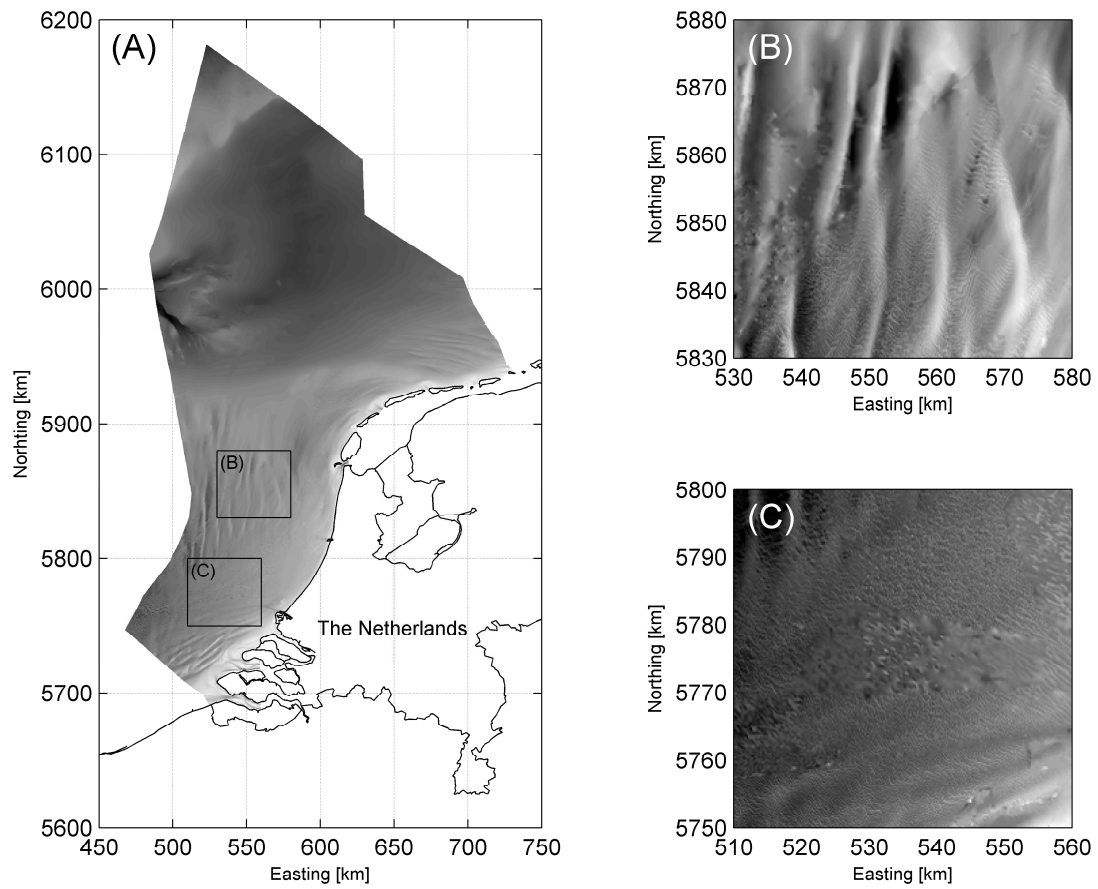 (A)
6200
6100
6000
5900
5800
5700
5600
Norhting [km]
(B)
(C)
The Netherlands
450 500 550 600 650 700 750
Easting [km]
(B)
5880
5870
5860
5850
5840
5830
Northing [km]
530 540 550 560 570 580
Easting [km]
(C)
5800
5790
5780
5770
5760
5750
Northing [km]
510 520 530 540 550 560
Easting [km]